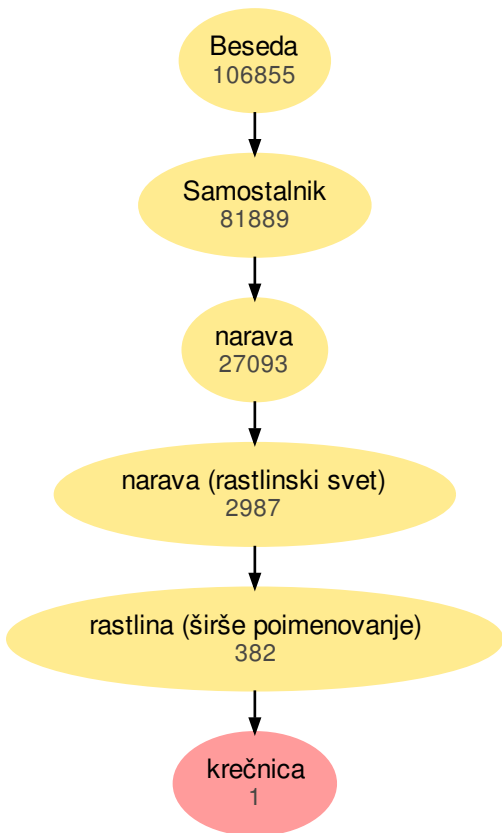 Beseda
106855
Samostalnik
81889
narava
27093
narava (rastlinski svet)
2987
rastlina (širše poimenovanje)
382
krečnica
1